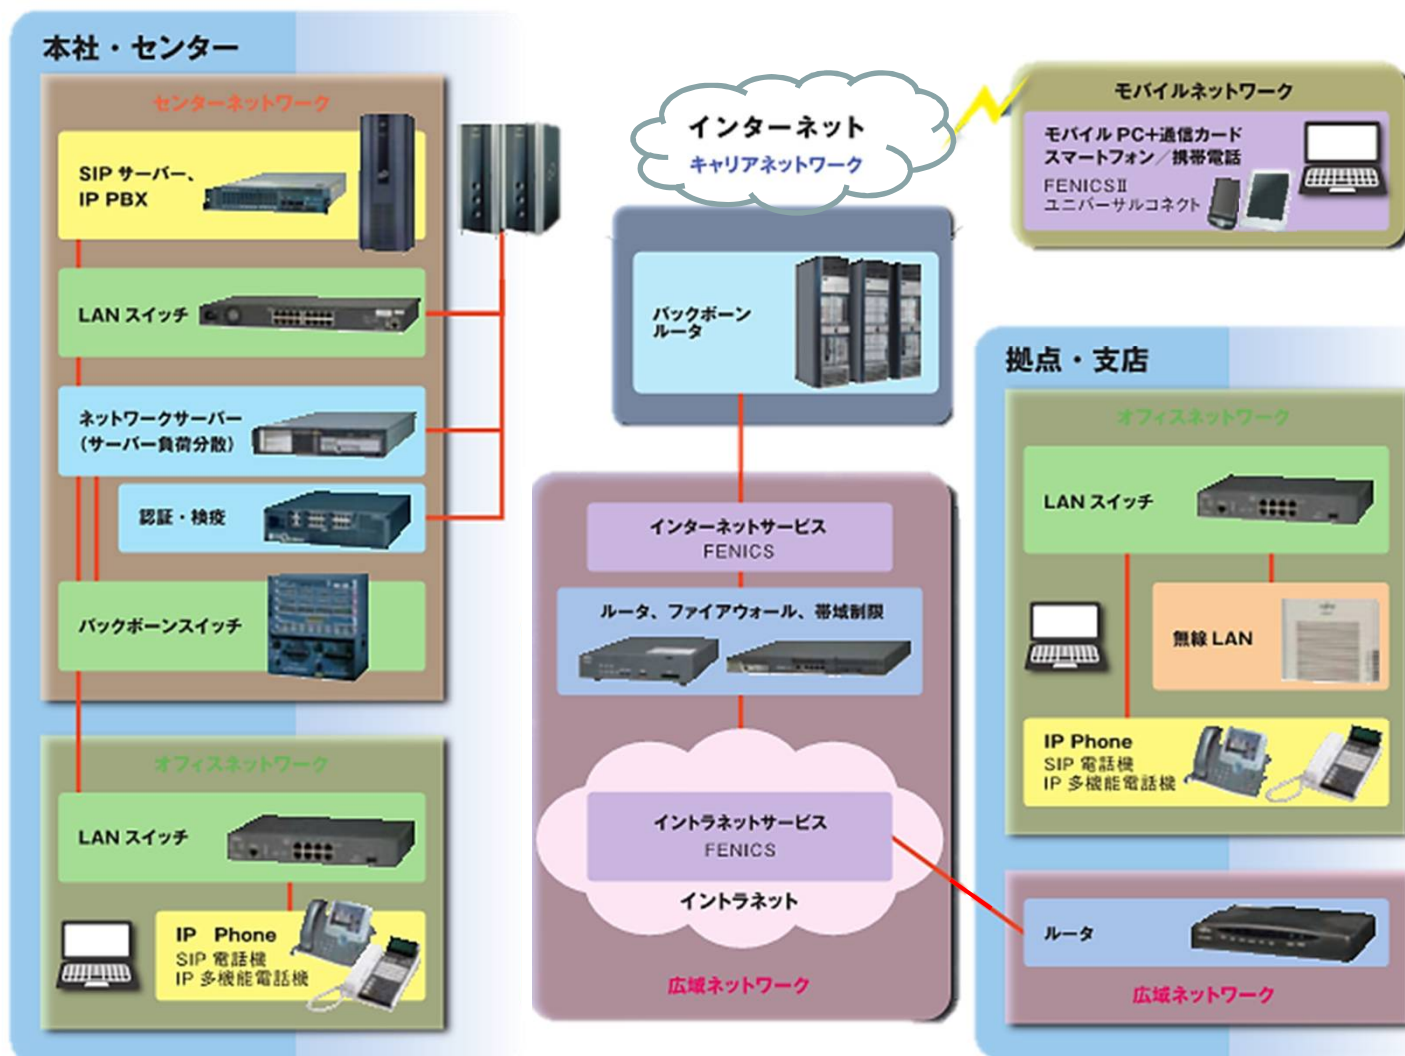 本社・センター
センターネットワーク
SIP サーバー、
IP PBX
LAN スイッチ
ネットワークサーバー
(サーバー負荷分散)
認証・検疫
バックボーンスイッチ
オフィスネットワーク
LAN スイッチ
IP Phone
SIP 電話機
IP 多機能電話機
インターネット
キャリアネットワーク
バックボーン
ルータ
インターネットサービス
FENICS
ルータ、ファイアウォール、帯域制限
イントラネットサービス
FENICS
イントラネット
広域ネットワーク
モバイルネットワーク
モバイル PC+通信カード
スマートフォン／携帯電話
FENICSⅡ
ユニバーサルコネクト
拠点・支店
オフィスネットワーク
LAN スイッチ
無線 LAN
IP Phone
SIP 電話機
IP 多機能電話機
ルータ
広域ネットワーク